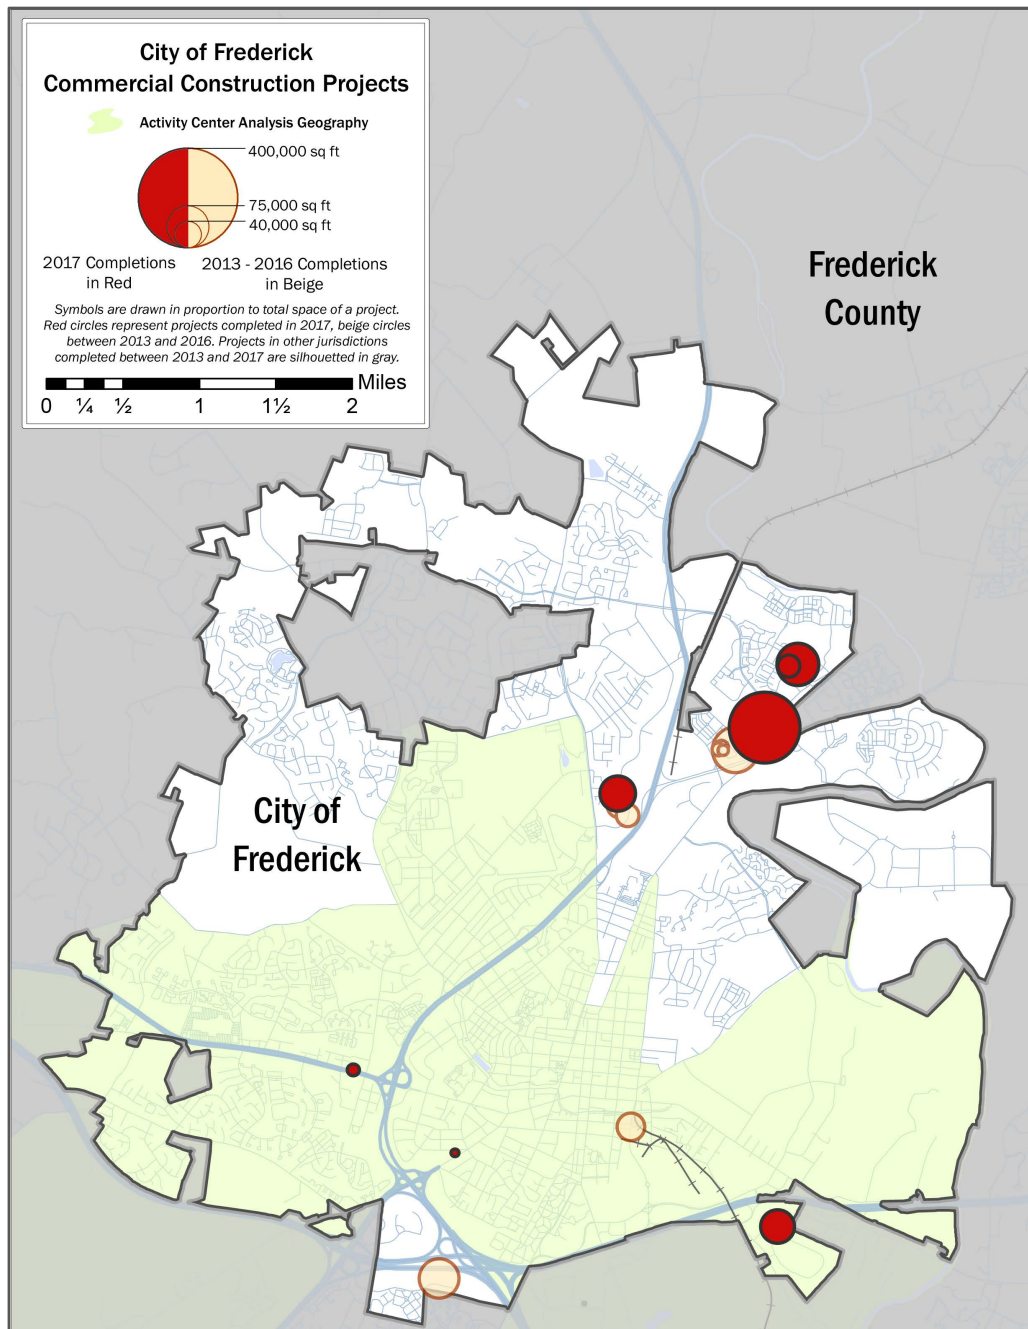 City of Frederick
Commercial Construction Projects
Activity Center Analysis Geography
400,000 sq ft
75,000 sq ft
40,000 sq ft
2017 Completions
in Red
2013 - 2016 Completions
in Beige
Symbols are drawn in proportion to total space of a project.
Red circles represent projects completed in 2017, beige circles
between 2013 and 2016. Projects in other jurisdictions
completed between 2013 and 2017 are silhouetted in gray.
Miles
0 ¼ ½ 1 1½ 2
Frederick
County
City of
Frederick